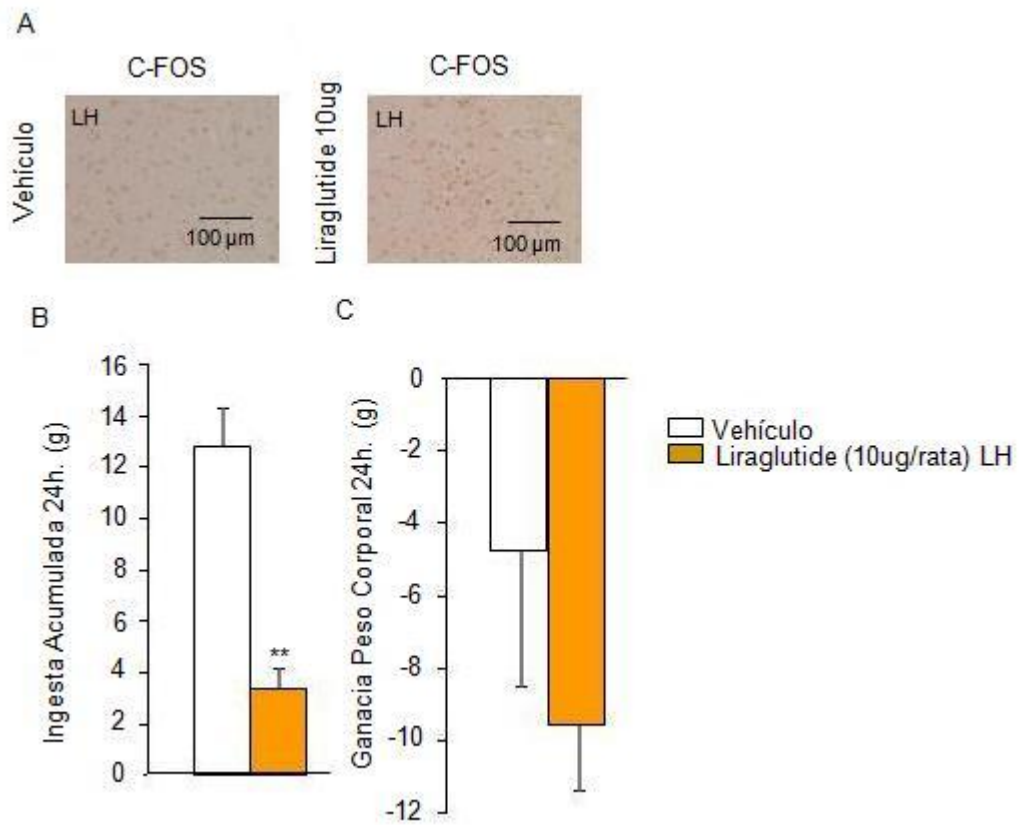 A
C-FOS
C-FOS
Vehículo
LH
100 µm
Liraglutide 10ug
LH
100 µm
B
Ingesta Acumulada 24h. (g)
16
14
12
10
8
6
4
2
0
**
C
Ganacia Peso Corporal 24h. (g)
0
-2
-4
-6
-8
-10
-12
Vehículo
Liraglutide (10ug/rata) LH